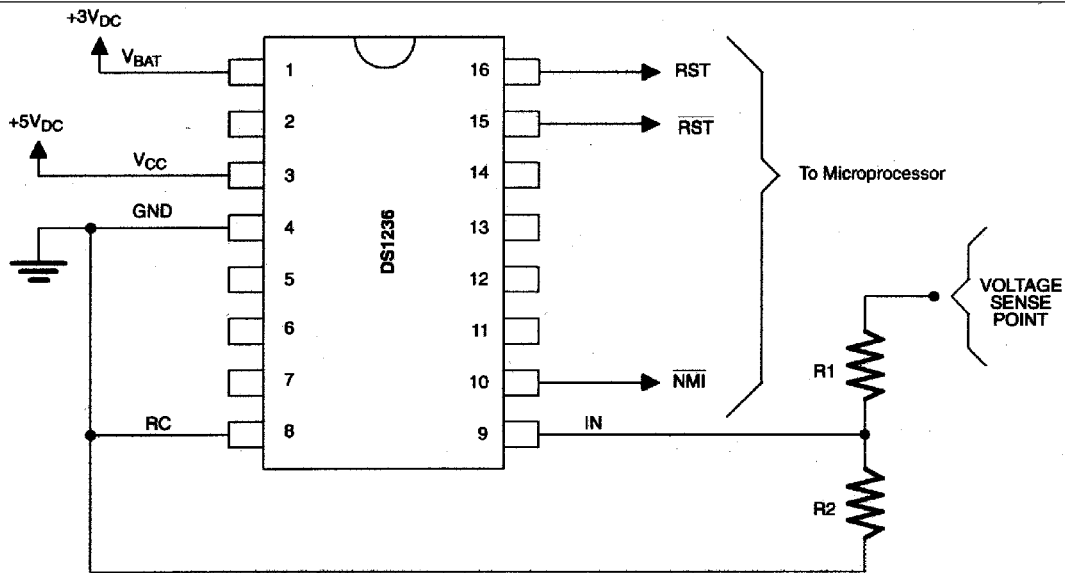 +3VDC
VBAT
1
16
RST
2
15
RST
+5VDC
VCC
3
14
To Microprocessor
GND
4
13
DS1236
5
12
VOLTAGE
SENSE
POINT
6
11
R1
7
10
NMI
RC
8
9
IN
R2